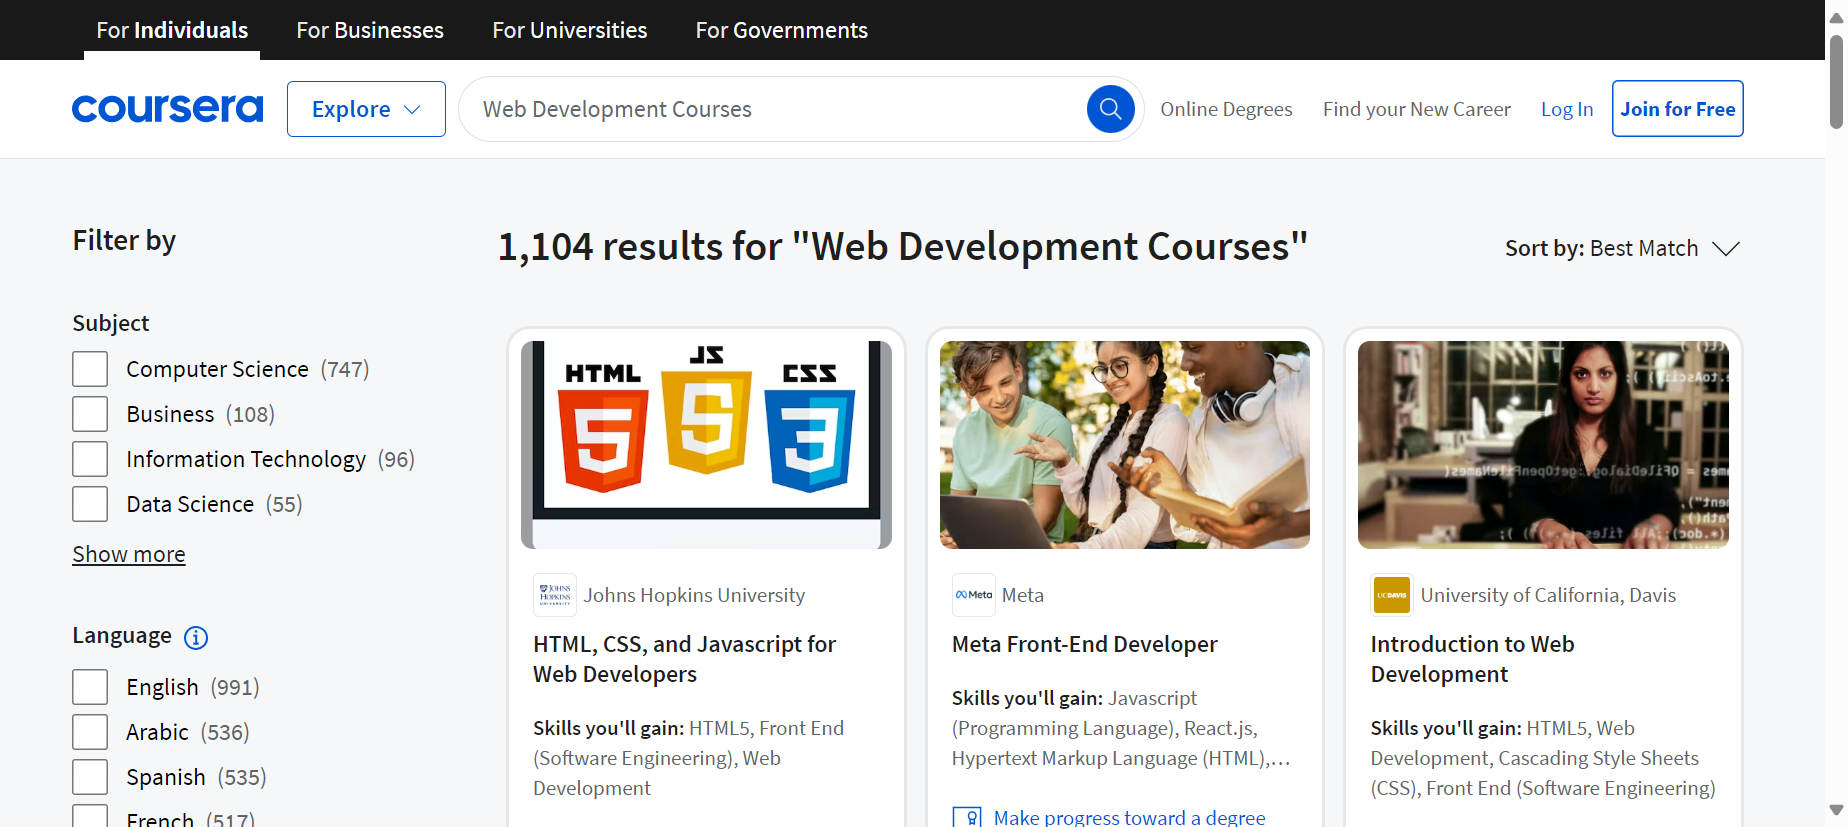 For Individuals
For Businesses
For Universities
For Governments
coursera
Explore
Web Development Courses
Online Degrees
Find your New Career
Log In
Join for Free
Filter by
Subject
Computer Science (747)
Business (108)
Information Technology (96)
Data Science (55)
Show more
Language
English (991)
Arabic (536)
Spanish (535)
French (517)
1,104 results for "Web Development Courses"
Sort by: Best Match
HTML
JS
CSS
JOHNS
HOPKINS
UNIVERSITY
Johns Hopkins University
HTML, CSS, and Javascript for
Web Developers
Skills you'll gain: HTML5, Front End
(Software Engineering), Web
Development
Meta
Meta
Meta Front-End Developer
Skills you'll gain: Javascript
(Programming Language), React.js,
Hypertext Markup Language (HTML),...
Make progress toward a degree
UCDAVIS
University of California, Davis
Introduction to Web
Development
Skills you'll gain: HTML5, Web
Development, Cascading Style Sheets
(CSS), Front End (Software Engineering)